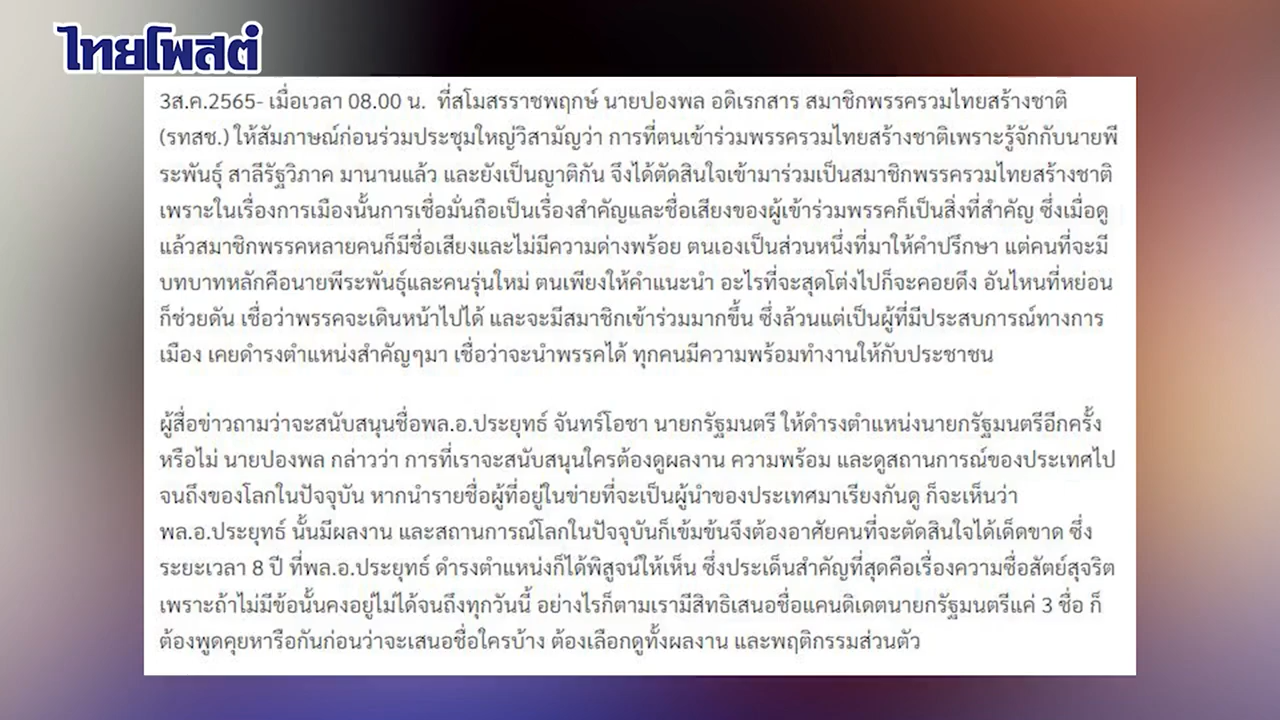 ไทยโพสต์
3ส.ค.2565- เมื่อเวลา 08.00 น. ที่สโมสรราชพฤกษ์ นายปองพล อดิเรกสาร สมาชิกพรรครวมไทยสร้างชาติ
(รทสช.) ให้สัมภาษณ์ก่อนร่วมประชุมใหญ่วิสามัญว่า การที่ตนเข้าร่วมพรรครวมไทยสร้างชาติเพราะรู้จักกับนายพี
ระพันธุ์ สาลีรัฐวิภาค มานานแล้ว และยังเป็นญาติกัน จึงได้ตัดสินใจเข้ามาร่วมเป็นสมาชิกพรรครวมไทยสร้างชาติ
เพราะในเรื่องการเมืองนั้นการเชื่อมั่นถือเป็นเรื่องสำคัญและชื่อเสียงของผู้เข้าร่วมพรรคก็เป็นสิ่งที่สำคัญ ซึ่งเมื่อดู
แล้วสมาชิกพรรคหลายคนก็มีชื่อเสียงและไม่มีความด่างพร้อย ตนเองเป็นส่วนหนึ่งที่มาให้คำปรึกษา แต่คนที่จะมี
บทบาทหลักคือนายพีระพันธุ์และคนรุ่นใหม่ ตนเพียงให้คำแนะนำ อะไรที่จะสุดโต่งไปก็จะคอยดึง อันไหนที่หย่อน
ก็ช่วยดัน เชื่อว่าพรรคจะเดินหน้าไปได้ และจะมีสมาชิกเข้าร่วมมากขึ้น ซึ่งล้วนแต่เป็นผู้ที่มีประสบการณ์ทางการ
เมือง เคยดำรงตำแหน่งสำคัญๆมา เชื่อว่าจะนำพรรคได้ ทุกคนมีความพร้อมทำงานให้กับประชาชน
ผู้สื่อข่าวถามว่าจะสนับสนุนชื่อพล.อ.ประยุทธ์ จันทร์โอชา นายกรัฐมนตรี ให้ดำรงตำแหน่งนายกรัฐมนตรีอีกครั้ง
หรือไม่ นายปองพล กล่าวว่า การที่เราจะสนับสนุนใครต้องดูผลงาน ความพร้อม และดูสถานการณ์ของประเทศไป
จนถึงของโลกในปัจจุบัน หากนำรายชื่อผู้ที่อยู่ในข่ายที่จะเป็นผู้นำของประเทศมาเรียงกันดู ก็จะเห็นว่า
พล.อ.ประยุทธ์ นั้นมีผลงาน และสถานการณ์โลกในปัจจุบันก็เข้มข้นจึงต้องอาศัยคนที่จะตัดสินใจได้เด็ดขาด ซึ่ง
ระยะเวลา 8 ปี ที่พล.อ.ประยุทธ์ ดำรงตำแหน่งก็ได้พิสูจน์ให้เห็น ซึ่งประเด็นสำคัญที่สุดคือเรื่องความซื่อสัตย์สุจริต
เพราะถ้าไม่มีข้อนั้นคงอยู่ไม่ได้จนถึงทุกวันนี้ อย่างไรก็ตามเรามีสิทธิเสนอชื่อแคนดิเดตนายกรัฐมนตรีแค่ 3 ชื่อ ก็
ต้องพูดคุยหารือกันก่อนว่าจะเสนอชื่อใครบ้าง ต้องเลือกดูทั้งผลงาน และพฤติกรรมส่วนตัว